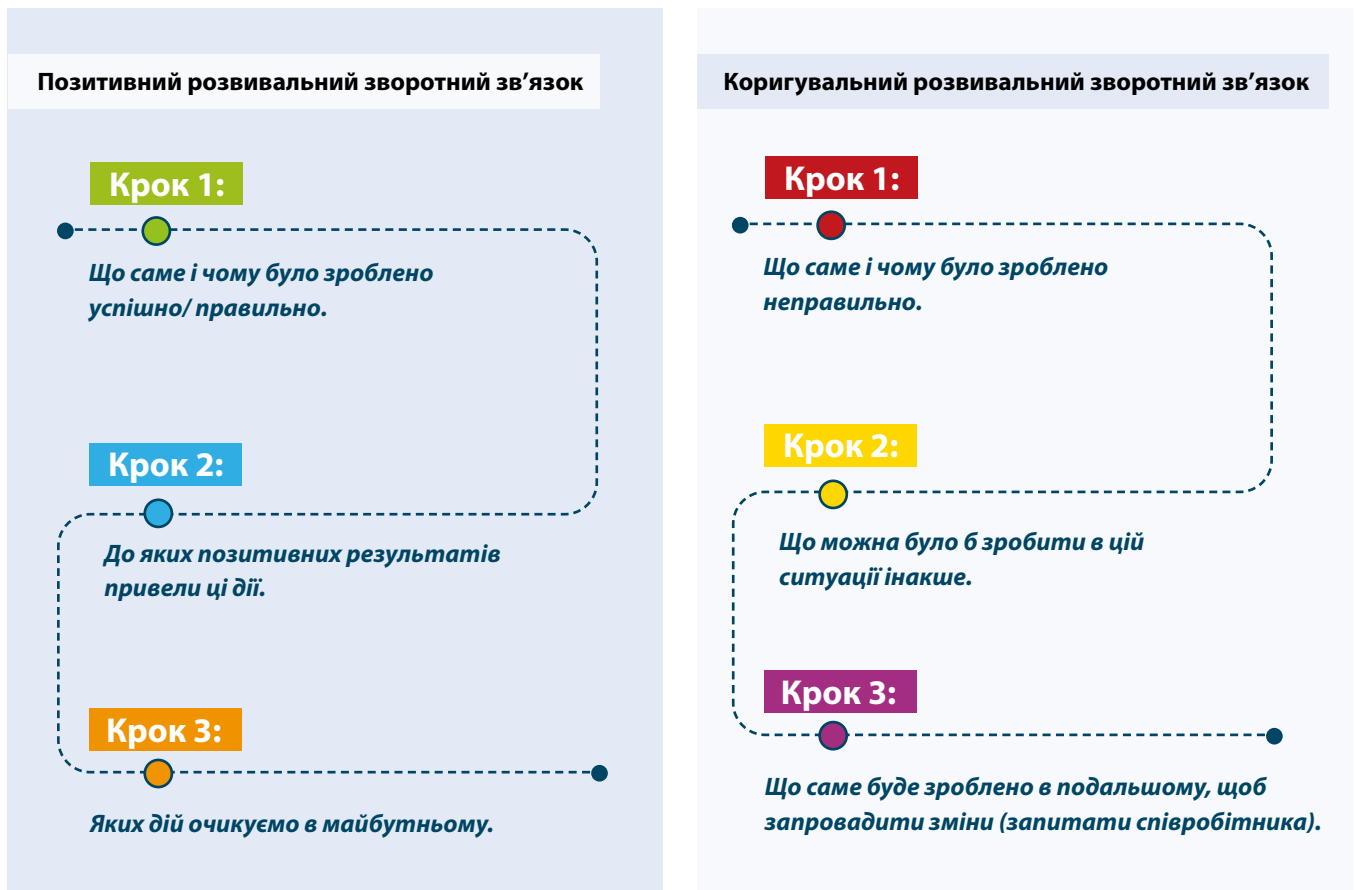 Позитивний розвивальний зворотний зв’язок
Крок 1:
Що саме і чому було зроблено
успішно/ правильно.
Крок 2:
До яких позитивних результатів
привели ці дії.
Крок 3:
Яких дій очикуємо в майбутньому.
Коригувальний розвивальний зворотний зв’язок
Крок 1:
Що саме і чому було зроблено
неправильно.
Крок 2:
Що можна було б зробити в цій
ситуації інакше.
Крок 3:
Що саме буде зроблено в подальшому, щоб
запровадити зміни (запитати співробітника).